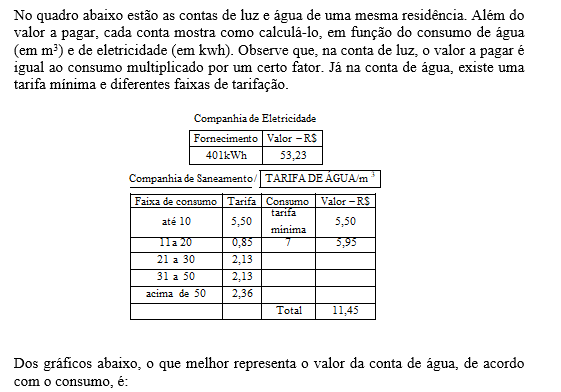 No quadro abaixo estão as contas de luz e água de uma mesma residência. Além do
valor a pagar, cada conta mostra como calculá-lo, em função do consumo de água
(em m³) e de eletricidade (em kwh). Observe que, na conta de luz, o valor a pagar é
igual ao consumo multiplicado por um certo fator. Já na conta de água, existe uma
tarifa mínima e diferentes faixas de tarifação.
Companhia de Eletricidade
Fornecimento Valor – R$
401kWh 53,23
Companhia de Saneamento/ TARIFA DE ÁGUA/m ³
Faixa de consumo Tarifa Consumo Valor – R$
até 10 5,50 tarifa mínima 5,50
11 a 20 0,85 7 5,95
21 a 30 2,13
31 a 50 2,13
acima de 50 2,36
Total 11,45
Dos gráficos abaixo, o que melhor representa o valor da conta de água, de acordo
com o consumo, é: